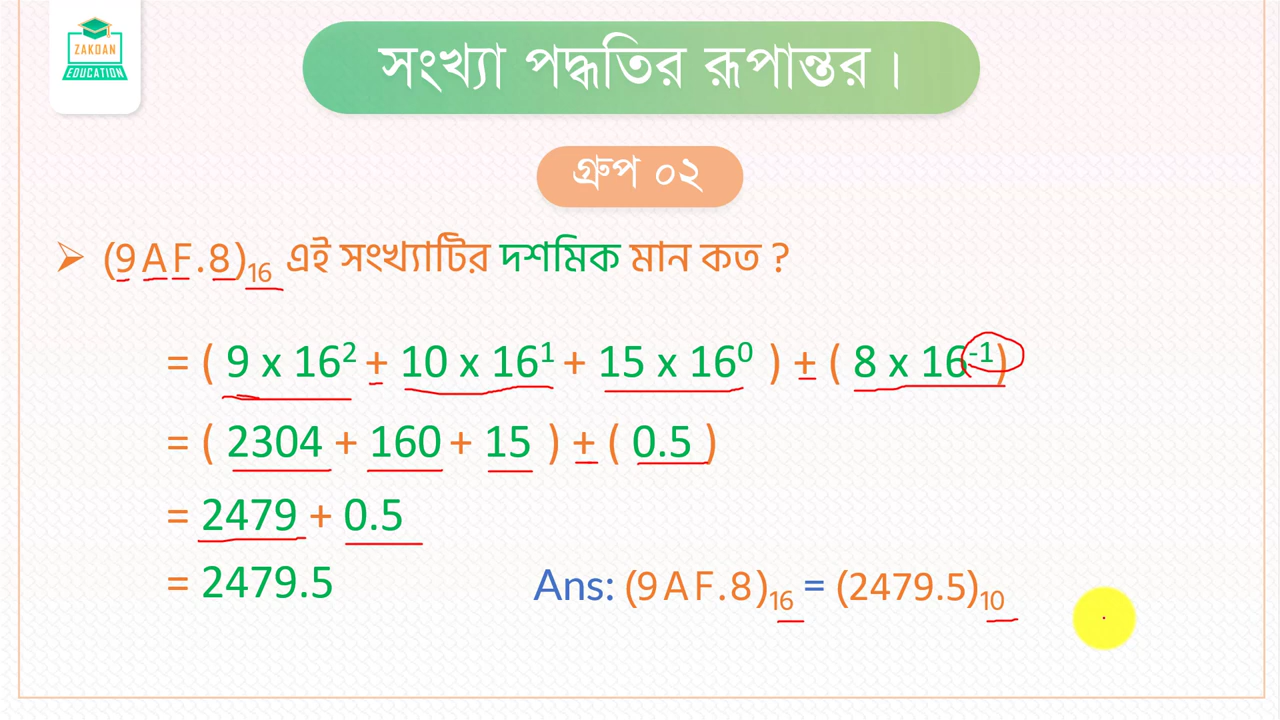 ZAKOAN
EDUCATION
সংখ্যা পদ্ধতির রূপান্তর ।
গ্রুপ ০২
➢ (9AF.8)₁₆ এই সংখ্যাটির দশমিক মান কত ?
= ( 9 x 16² + 10 x 16¹ + 15 x 16⁰ ) + ( 8 x 16⁻¹)
= ( 2304 + 160 + 15 ) + ( 0.5 )
= 2479 + 0.5
= 2479.5 Ans: (9AF.8)₁₆ = (2479.5)₁₀